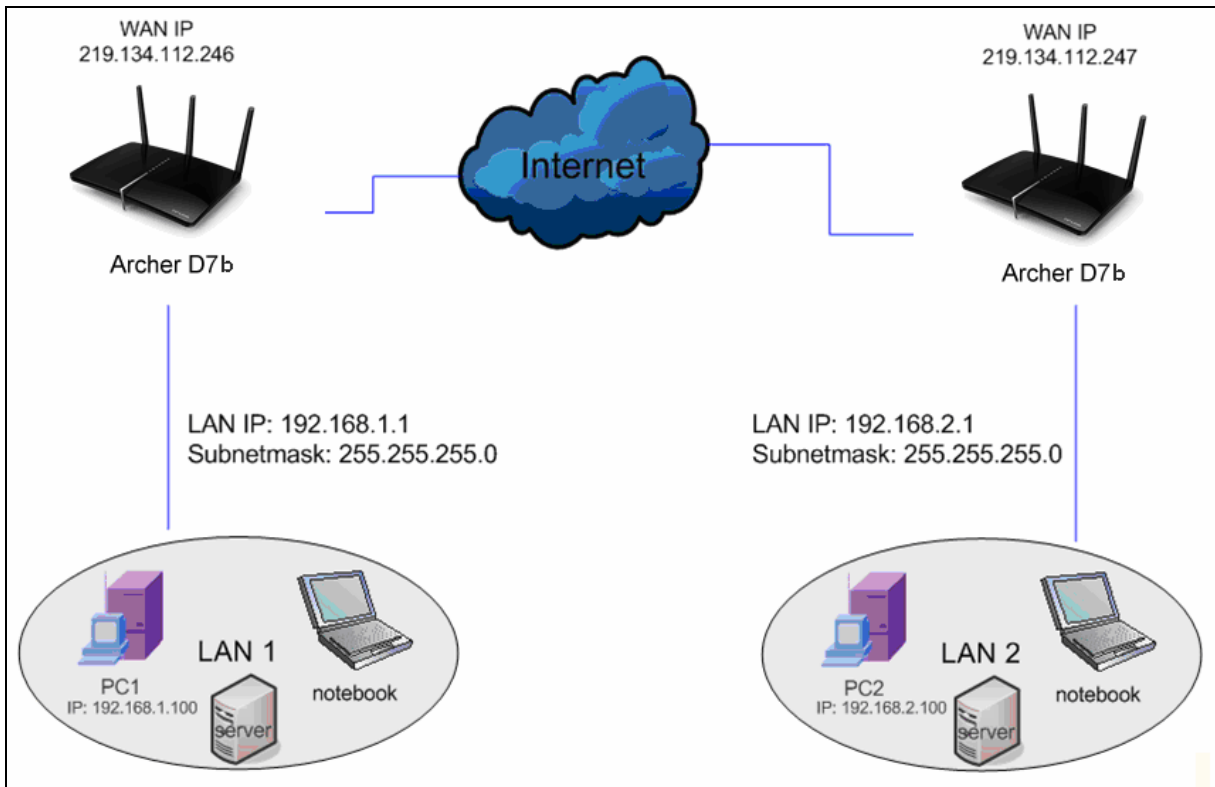 WAN IP
219.134.112.246
WAN IP
219.134.112.247
Internet
Archer D7b
Archer D7b
LAN IP: 192.168.1.1
Subnetmask: 255.255.255.0
LAN IP: 192.168.2.1
Subnetmask: 255.255.255.0
LAN 1
PC1
IP: 192.168.1.100
notebook
server
LAN 2
PC2
IP: 192.168.2.100
notebook
server